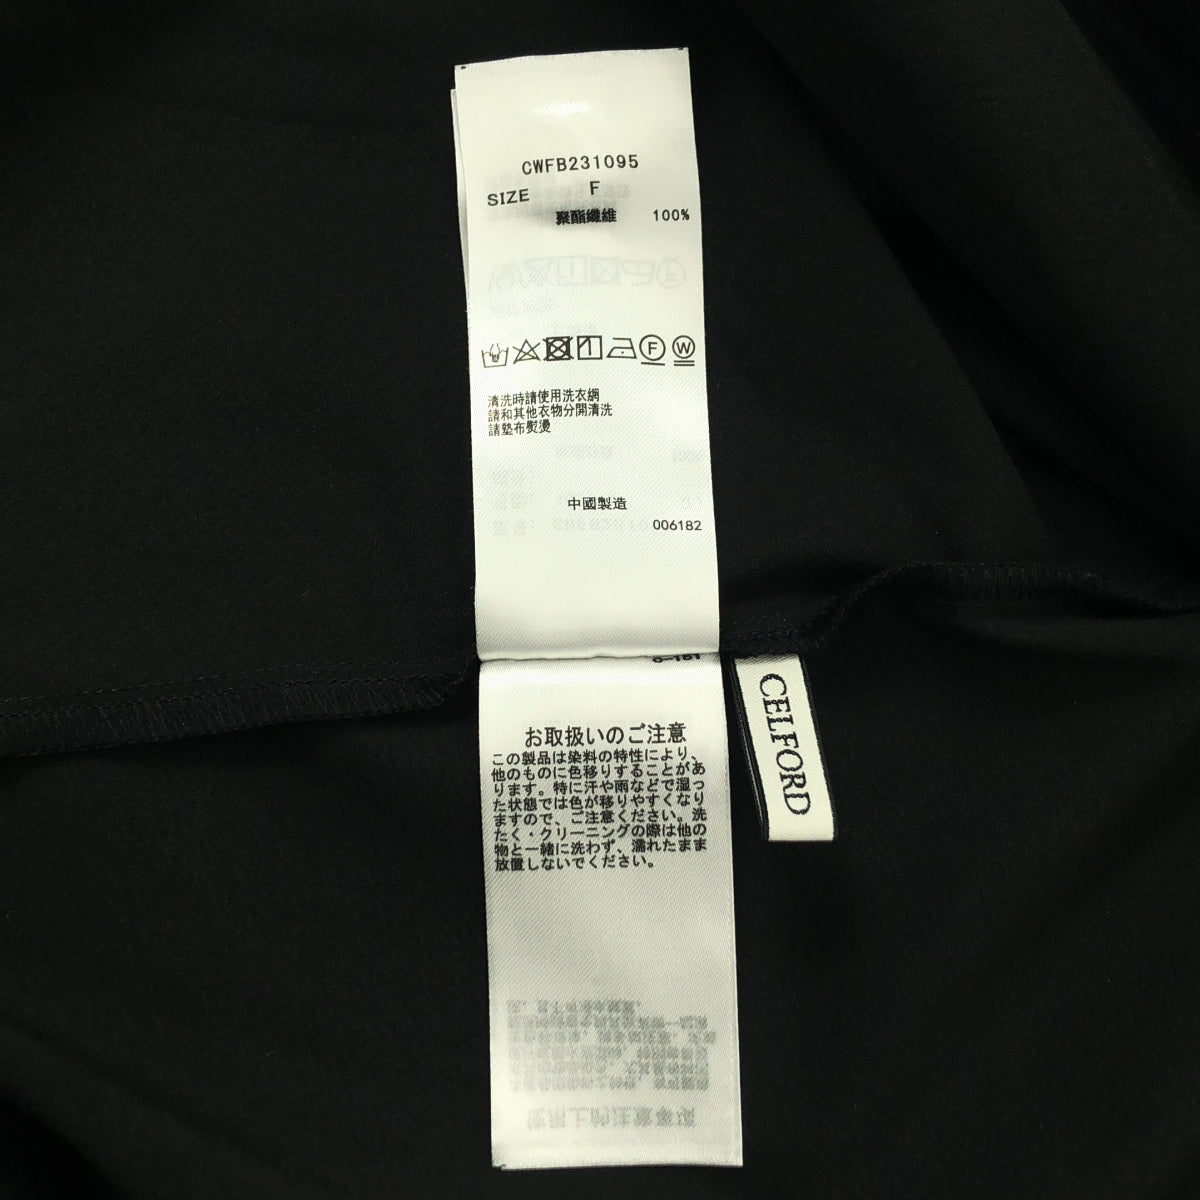 CWFB231095
SIZE F
聚酯纖維 100%
F W
清洗時請使用洗衣網
請和其他衣物分開清洗
請墊布熨燙
中國製造
006182
お取扱いのご注意
この製品は染料の特性により、
他のものに色移りすることがあ
ります。特に汗や雨などで湿っ
た状態では色が移りやすくなり
ますので、ご注意ください。洗
たく・クリーニングの際は他の
物と一緒に洗わず、濡れたまま
放置しないでください。
CELFORD